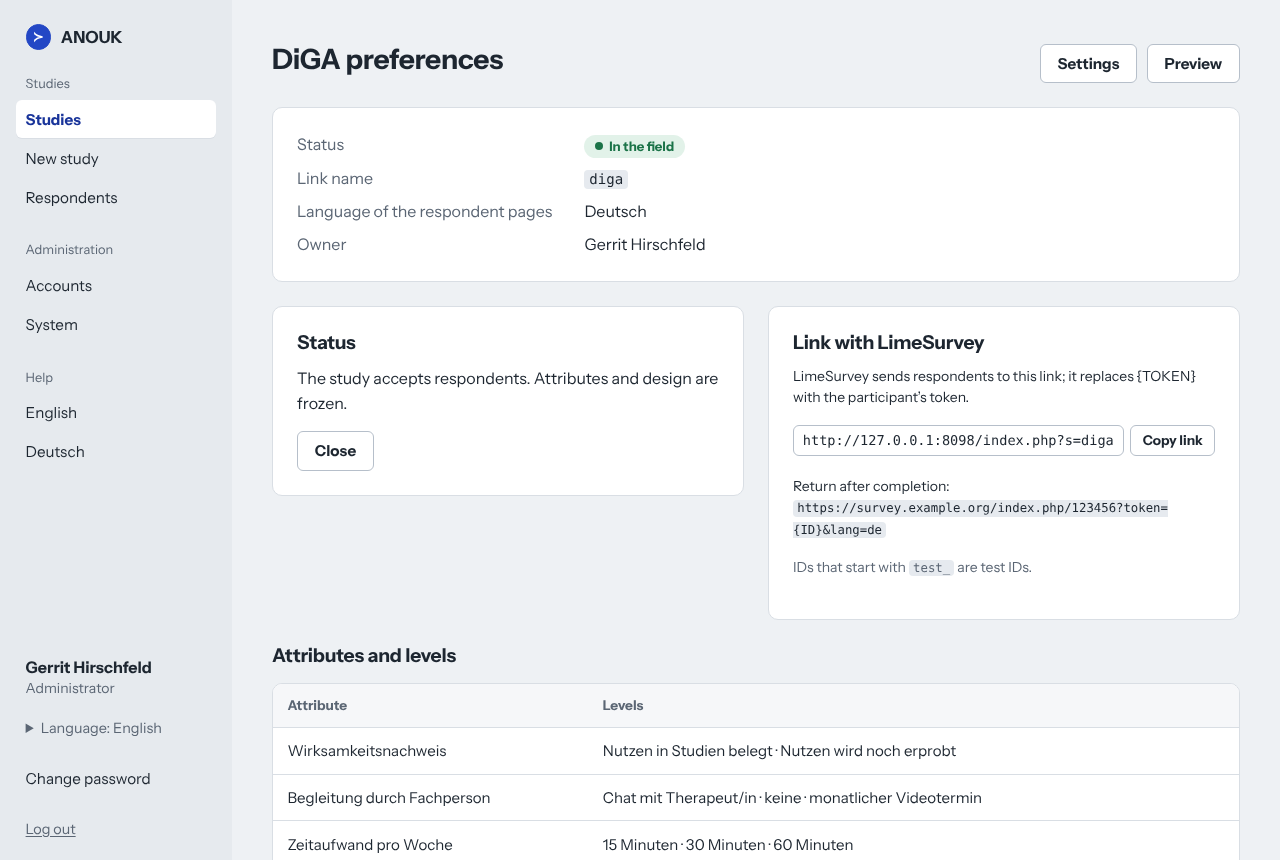 ANOUK
Studies
Studies
New study
Respondents
Administration
Accounts
System
Help
English
Deutsch
Gerrit Hirschfeld
Administrator
Language: English
Change password
Log out
DiGA preferences
Settings
Preview
Status
In the field
Link name
diga
Language of the respondent pages
Deutsch
Owner
Gerrit Hirschfeld
Status
The study accepts respondents. Attributes and design are
frozen.
Close
Link with LimeSurvey
LimeSurvey sends respondents to this link; it replaces {TOKEN}
with the participant's token.
http://127.0.0.1:8098/index.php?s=diga
Copy link
Return after completion:
https://survey.example.org/index.php/123456?token=
{ID}&lang=de
IDs that start with test_ are test IDs.
Attributes and levels
Attribute
Levels
Wirksamkeitsnachweis
Nutzen in Studien belegt · Nutzen wird noch erprobt
Begleitung durch Fachperson
Chat mit Therapeut/in · keine · monatlicher Videotermin
Zeitaufwand pro Woche
15 Minuten · 30 Minuten · 60 Minuten